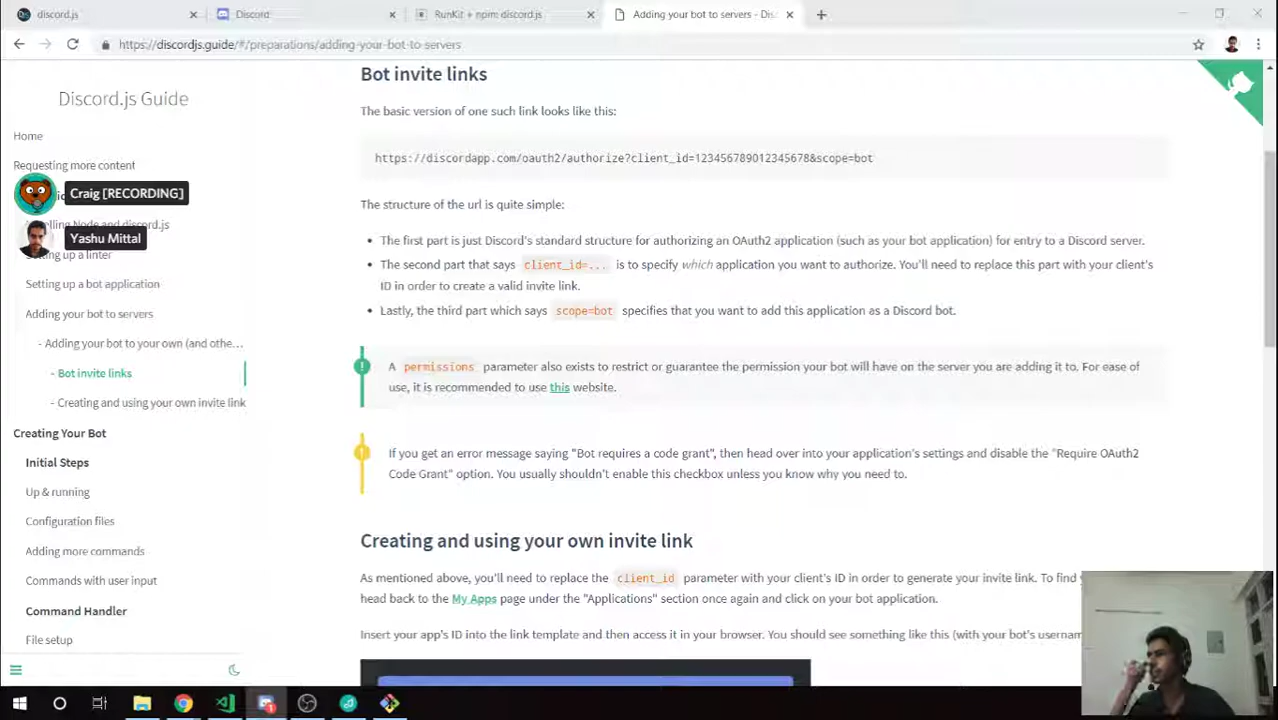 discord.js
Discord
RunKit + npm: discord.js
Adding your bot to servers - Dis
https://discordjs.guide/#/preparations/adding-your-bot-to-servers
Discord.js Guide
Home
Requesting more content
Craig [RECORDING]
Installing Node and discord.js
Yashu Mittal
Setting up a linter
Setting up a bot application
Adding your bot to servers
- Adding your bot to your own (and othe...
- Bot invite links
- Creating and using your own invite link
Creating Your Bot
Initial Steps
Up & running
Configuration files
Adding more commands
Commands with user input
Command Handler
File setup
Bot invite links
The basic version of one such link looks like this:
https://discordapp.com/oauth2/authorize?client_id=123456789012345678&scope=bot
The structure of the url is quite simple:
The first part is just Discord's standard structure for authorizing an OAuth2 application (such as your bot application) for entry to a Discord server.
The second part that says client_id=... is to specify which application you want to authorize. You'll need to replace this part with your client's
ID in order to create a valid invite link.
Lastly, the third part which says scope=bot specifies that you want to add this application as a Discord bot.
A permissions parameter also exists to restrict or guarantee the permission your bot will have on the server you are adding it to. For ease of
use, it is recommended to use this website.
If you get an error message saying "Bot requires a code grant", then head over into your application's settings and disable the "Require OAuth2
Code Grant" option. You usually shouldn't enable this checkbox unless you know why you need to.
Creating and using your own invite link
As mentioned above, you'll need to replace the client_id parameter with your client's ID in order to generate your invite link. To find
head back to the My Apps page under the "Applications" section once again and click on your bot application.
Insert your app's ID into the link template and then access it in your browser. You should see something like this (with your bot's usernam